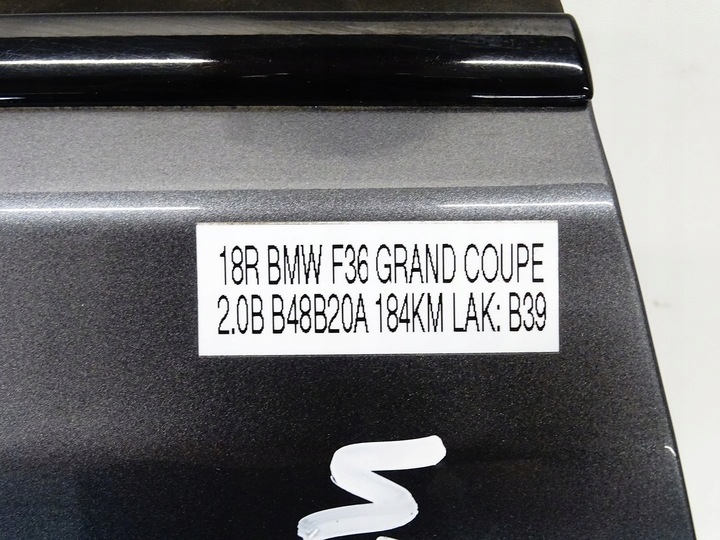 18R BMW F36 GRAND COUPE
2.0B B48B20A 184KM LAK: B39